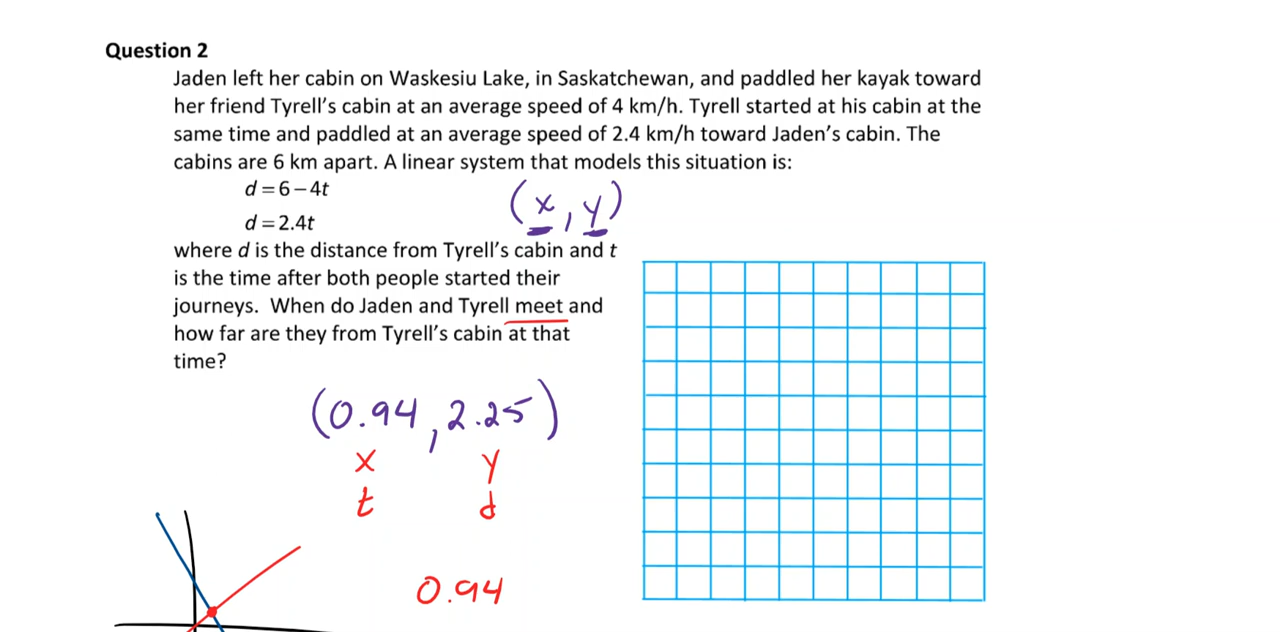 Question 2
Jaden left her cabin on Waskesiu Lake, in Saskatchewan, and paddled her kayak toward
her friend Tyrell's cabin at an average speed of 4 km/h. Tyrell started at his cabin at the
same time and paddled at an average speed of 2.4 km/h toward Jaden's cabin. The
cabins are 6 km apart. A linear system that models this situation is:
d = 6 – 4t
d = 2.4t
(x, y)
where d is the distance from Tyrell's cabin and t
is the time after both people started their
journeys. When do Jaden and Tyrell meet and
how far are they from Tyrell's cabin at that
time?
(0.94, 2.25)
x y
t d
0.94